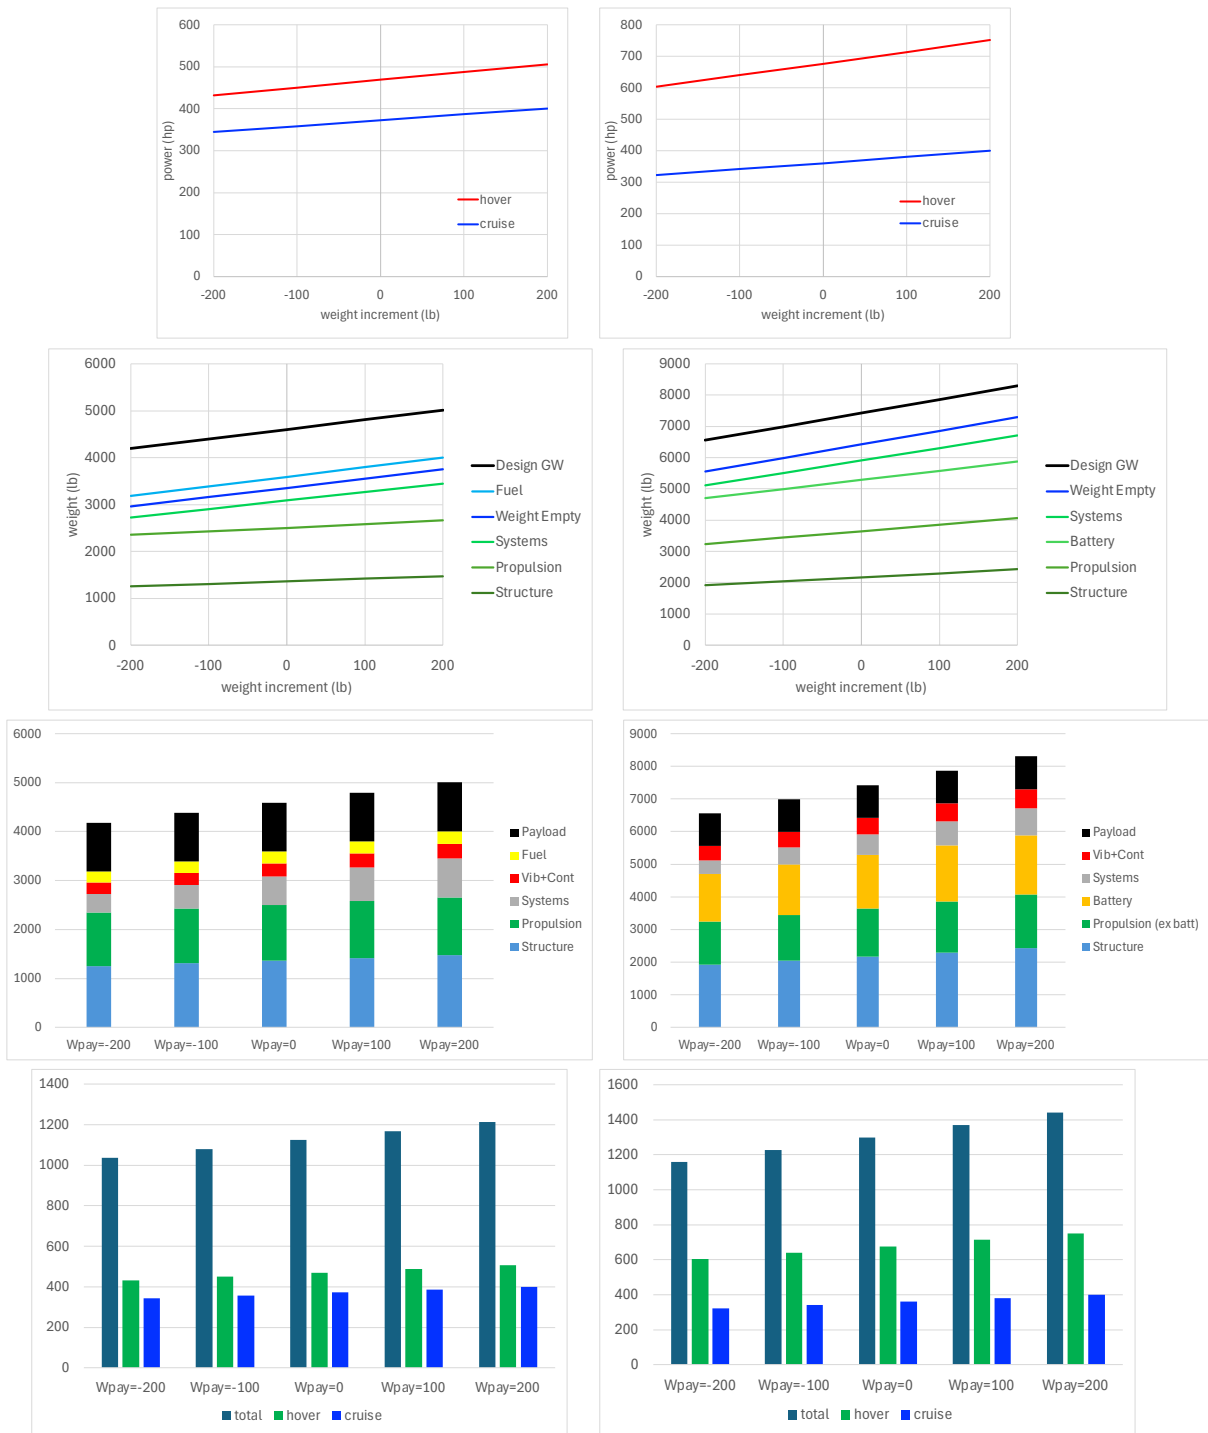 600
500
400
300
200
100
0
power (hp)
hover
cruise
-200 -100 0 100 200
weight increment (lb)
800
700
600
500
400
300
200
100
0
power (hp)
hover
cruise
-200 -100 0 100 200
weight increment (lb)
6000
5000
4000
3000
2000
1000
0
weight (lb)
Design GW
Fuel
Weight Empty
Systems
Propulsion
Structure
-200 -100 0 100 200
weight increment (lb)
9000
8000
7000
6000
5000
4000
3000
2000
1000
0
weight (lb)
Design GW
Weight Empty
Systems
Battery
Propulsion
Structure
-200 -100 0 100 200
weight increment (lb)
6000
5000
4000
3000
2000
1000
0
Payload
Fuel
Vib+Cont
Systems
Propulsion
Structure
Wpay=-200 Wpay=-100 Wpay=0 Wpay=100 Wpay=200
9000
8000
7000
6000
5000
4000
3000
2000
1000
0
Payload
Vib+Cont
Systems
Battery
Propulsion (ex batt)
Structure
Wpay=-200 Wpay=-100 Wpay=0 Wpay=100 Wpay=200
1400
1200
1000
800
600
400
200
0
Wpay=-200 Wpay=-100 Wpay=0 Wpay=100 Wpay=200
total hover cruise
1600
1400
1200
1000
800
600
400
200
0
Wpay=-200 Wpay=-100 Wpay=0 Wpay=100 Wpay=200
total hover cruise